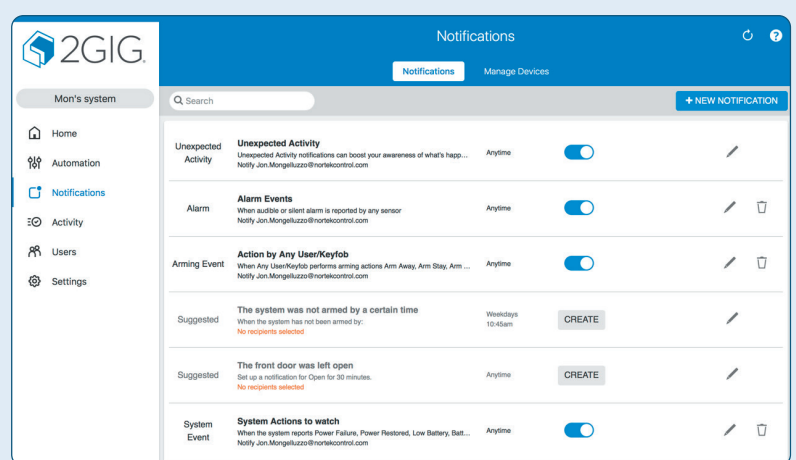 2GIG.
Notifications
Notifications Manage Devices
Mon's system
Search
+ NEW NOTIFICATION
Home
Automation
Notifications
Activity
Users
Settings
Unexpected Activity
Unexpected Activity
Unexpected Activity notifications can boost your awareness of what's happ...
Notify Jon.Mongelluzzo@nortekcontrol.com
Anytime
Alarm
Alarm Events
When audible or silent alarm is reported by any sensor
Notify Jon.Mongelluzzo@nortekcontrol.com
Anytime
Arming Event
Action by Any User/Keyfob
When Any User/Keyfob performs arming actions Arm Away, Arm Stay, Arm ...
Notify Jon.Mongelluzzo@nortekcontrol.com
Anytime
Suggested
The system was not armed by a certain time
When the system has not been armed by:
No recipients selected
Weekdays
10:45am
CREATE
Suggested
The front door was left open
Set up a notification for Open for 30 minutes.
No recipients selected
Anytime
CREATE
System
Event
System Actions to watch
When the system reports Power Failure, Power Restored, Low Battery, Batt...
Notify Jon.Mongelluzzo@nortekcontrol.com
Anytime